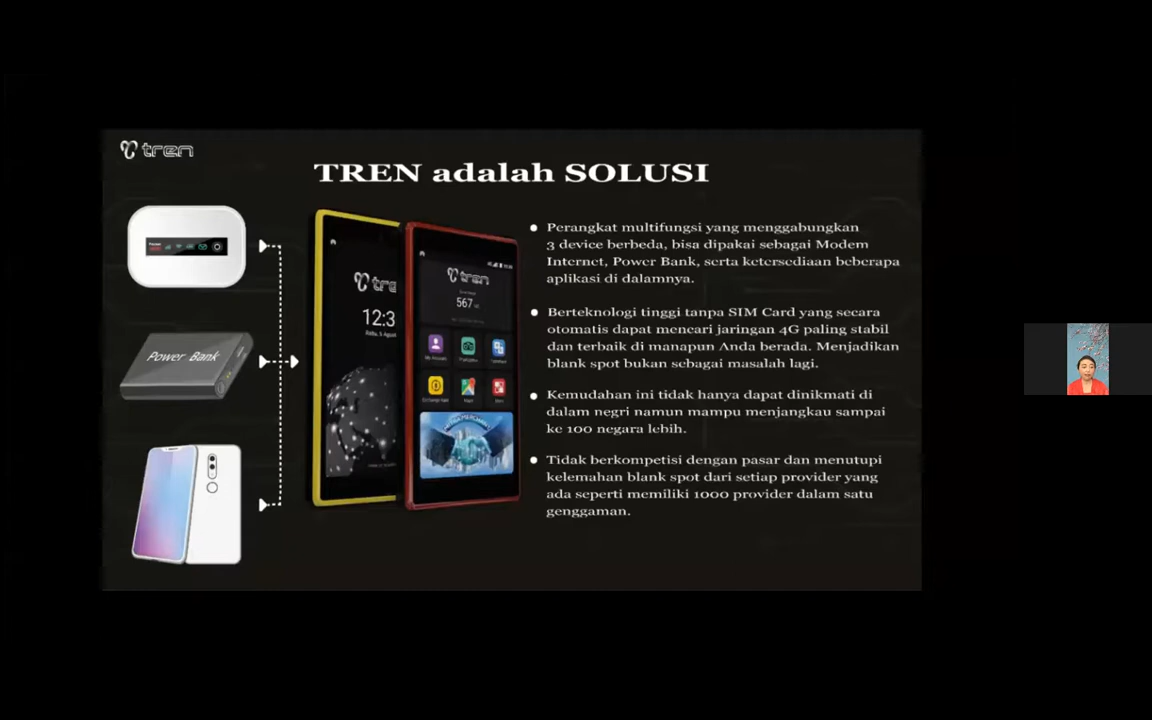 tren
TREN adalah SOLUSI
Perangkat multifungsi yang menggabungkan
3 device berbeda, bisa dipakai sebagai Modem
Internet, Power Bank, serta ketersediaan beberapa
aplikasi di dalamnya.
Berteknologi tinggi tanpa SIM Card yang secara
otomatis dapat mencari jaringan 4G paling stabil
dan terbaik di manapun Anda berada. Menjadikan
blank spot bukan sebagai masalah lagi.
Kemudahan ini tidak hanya dapat dinikmati di
dalam negri namun mampu menjangkau sampai
ke 100 negara lebih.
Tidak berkompetisi dengan pasar dan menutupi
kelemahan blank spot dari setiap provider yang
ada seperti memiliki 1000 provider dalam satu
genggaman.
Power Bank
tre
12:3
tren
567
My Account